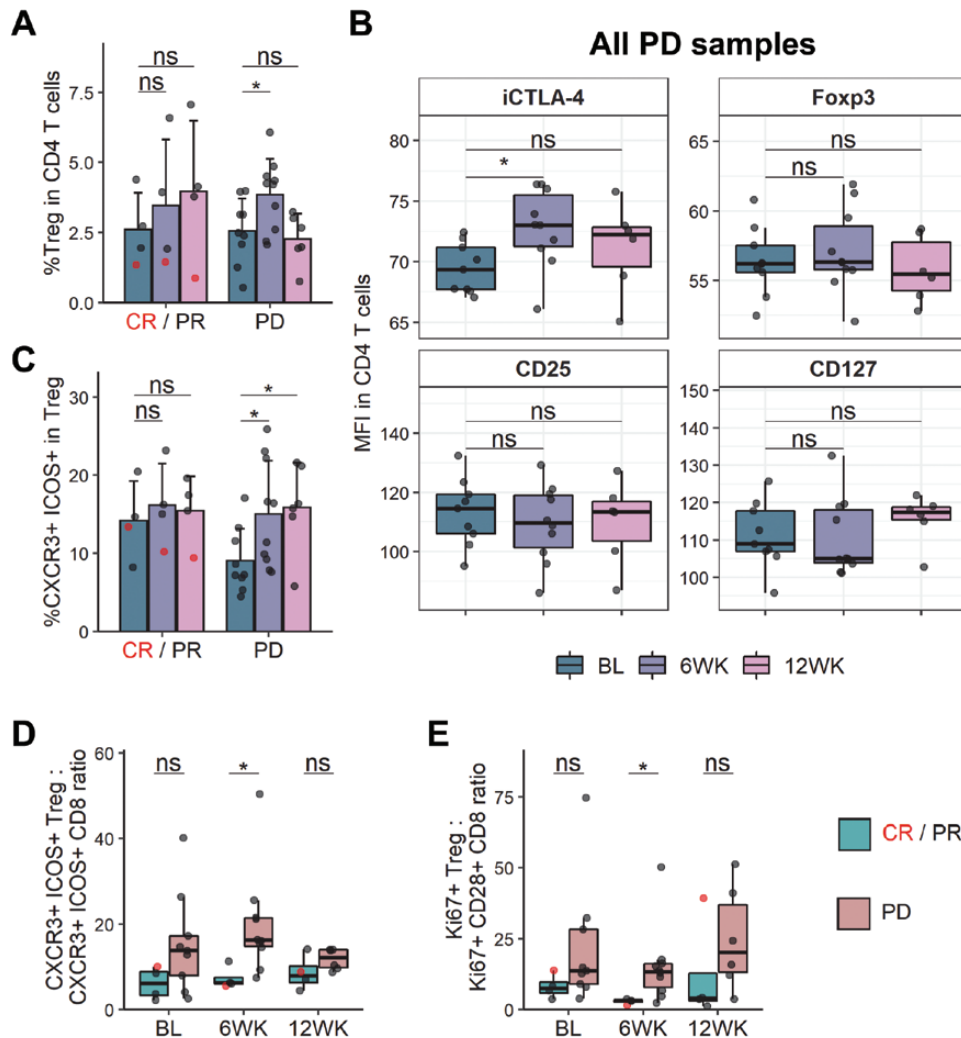 A
%Treg in CD4 T cells
7.5
5.0
2.5
0.0
ns
ns
ns
*
CR / PR
PD
B
All PD samples
MFI in CD4 T cells
iCTLA-4
80
75
70
65
ns
*
Foxp3
65
60
55
ns
ns
CD25
140
120
100
ns
ns
CD127
150
140
130
120
110
100
ns
ns
BL
6WK
12WK
C
%CXCR3+ ICOS+ in Treg
30
20
10
0
ns
ns
*
*
CR / PR
PD
D
CXCR3+ ICOS+ Treg :
CXCR3+ ICOS+ CD8 ratio
60
40
20
0
ns
*
ns
BL
6WK
12WK
E
Ki67+ Treg :
Ki67+ CD28+ CD8 ratio
75
50
25
0
ns
*
ns
BL
6WK
12WK
CR / PR
PD